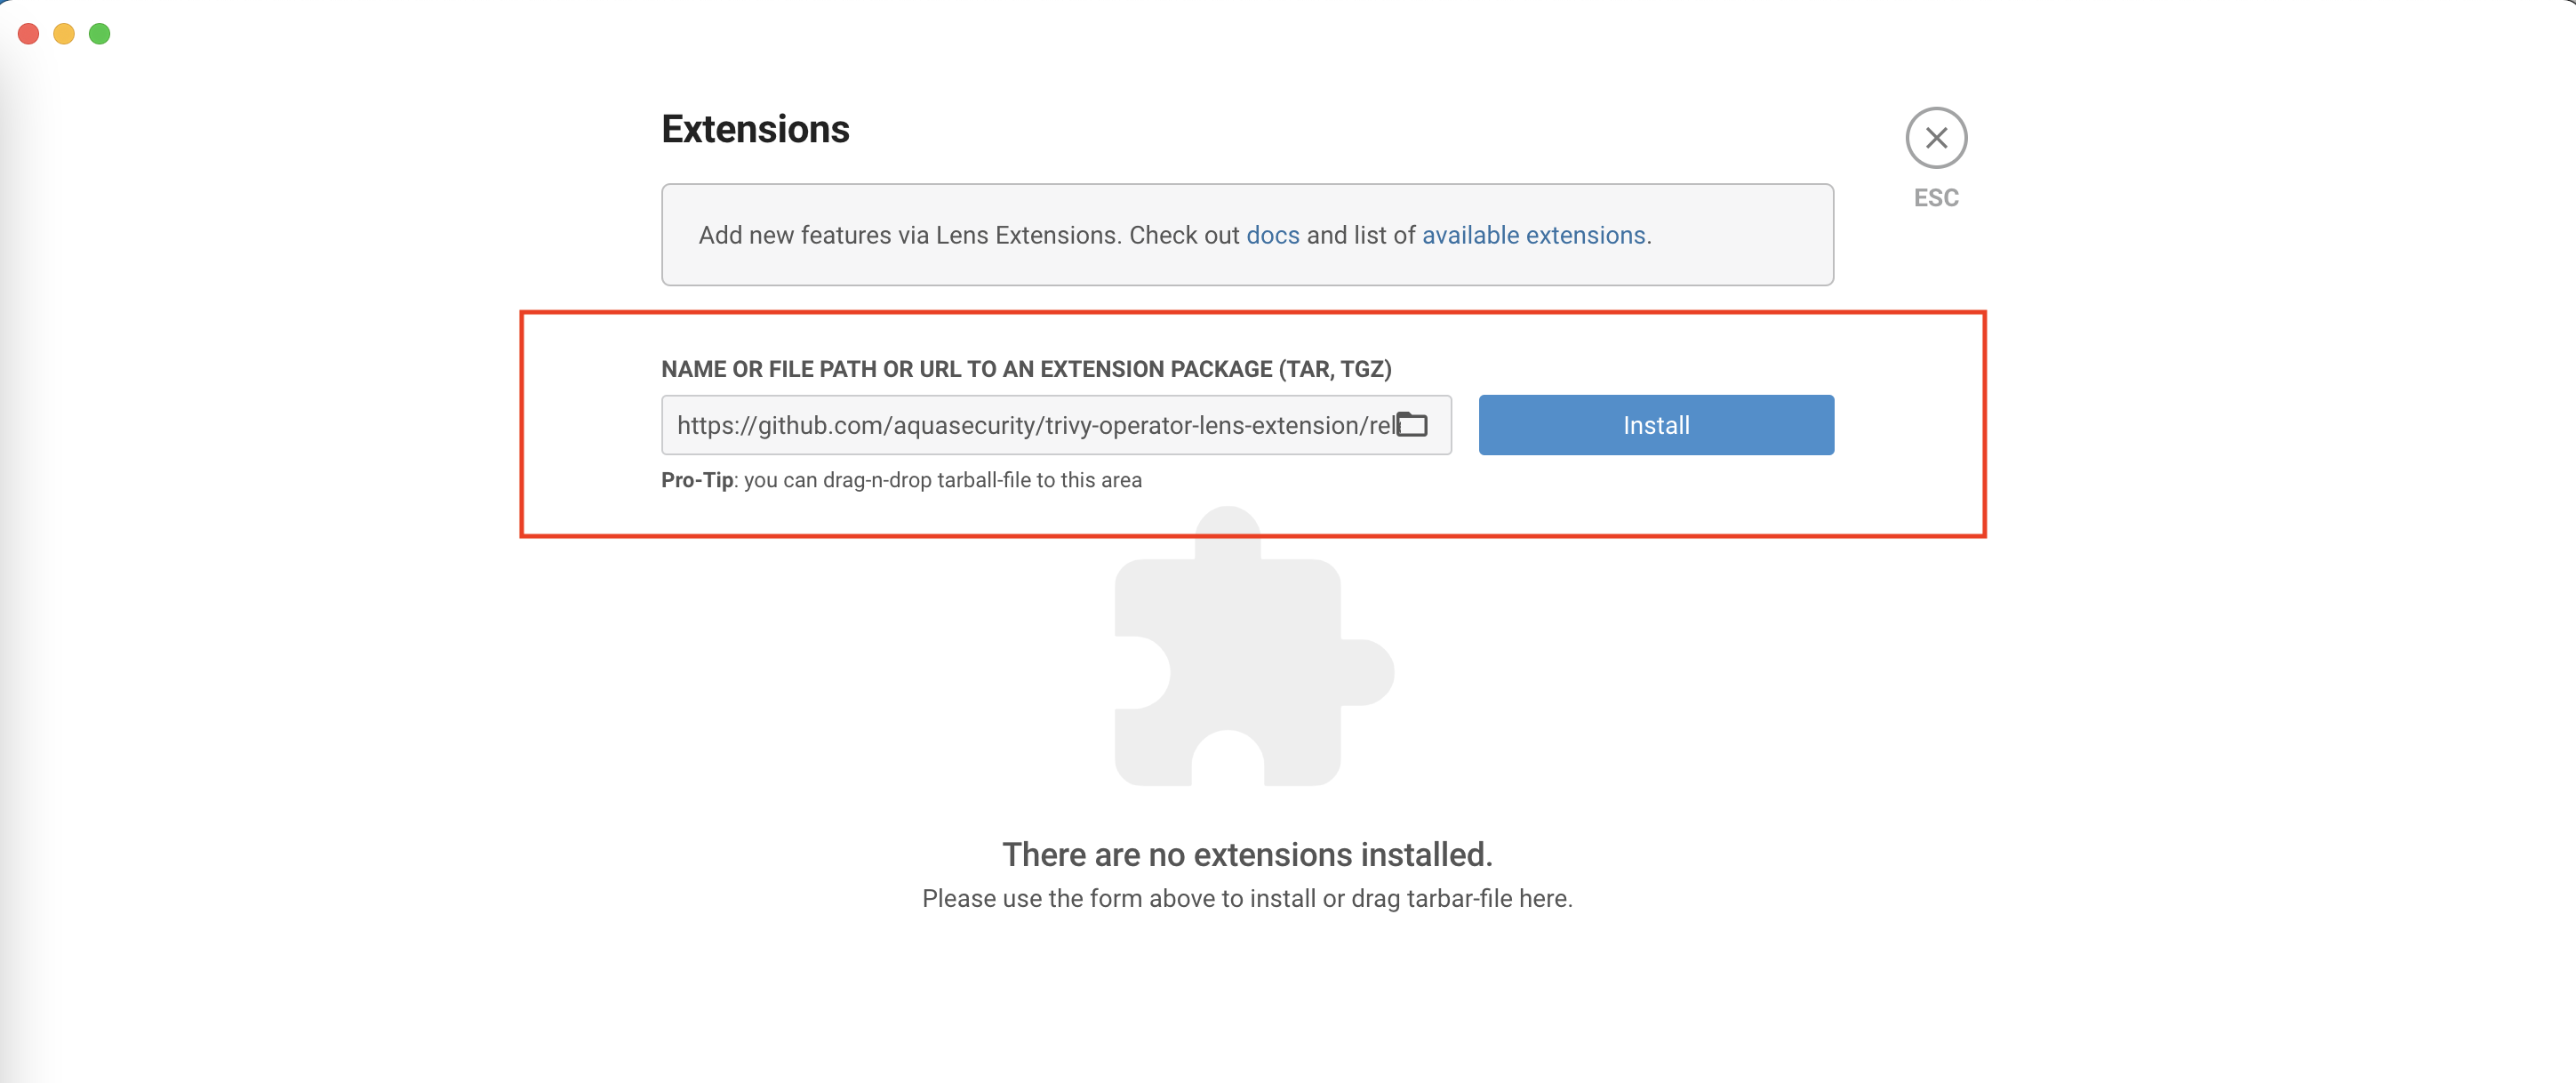 Extensions
ESC
Add new features via Lens Extensions. Check out docs and list of available extensions.
NAME OR FILE PATH OR URL TO AN EXTENSION PACKAGE (TAR, TGZ)
https://github.com/aquasecurity/trivy-operator-lens-extension/rel
Install
Pro-Tip: you can drag-n-drop tarball-file to this area
There are no extensions installed.
Please use the form above to install or drag tarbar-file here.